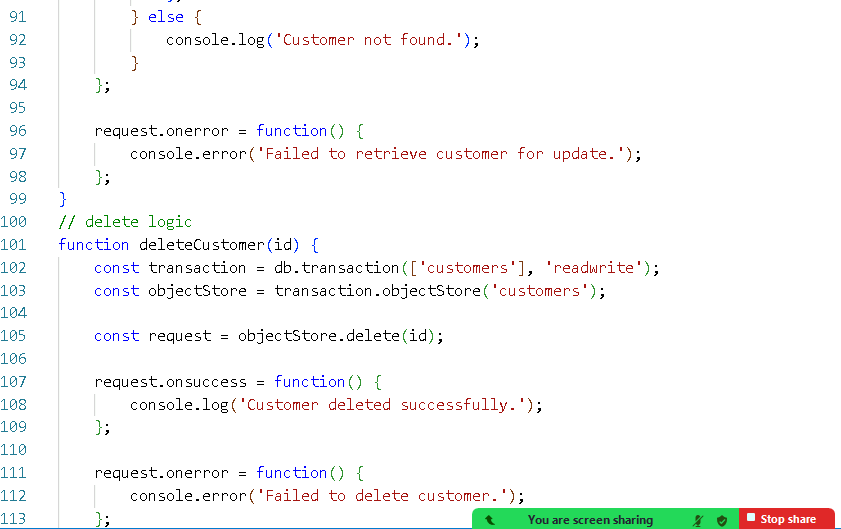 91 } else {
92 console.log('Customer not found.');
93 }
94 };
95
96 request.onerror = function() {
97 console.error('Failed to retrieve customer for update.');
98 };
99 }
100 // delete logic
101 function deleteCustomer(id) {
102 const transaction = db.transaction(['customers'], 'readwrite');
103 const objectStore = transaction.objectStore('customers');
104
105 const request = objectStore.delete(id);
106
107 request.onsuccess = function() {
108 console.log('Customer deleted successfully.');
109 };
110
111 request.onerror = function() {
112 console.error('Failed to delete customer.');
113 };
You are screen sharing
Stop share